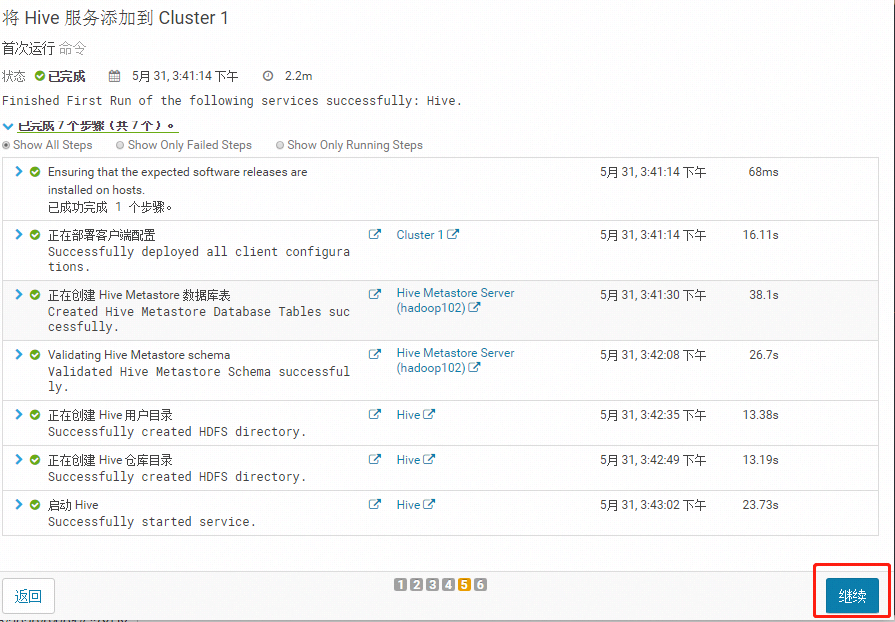 将 Hive 服务添加到 Cluster 1
首次运行 命令
状态 已完成 5月 31, 3:41:14 下午 2.2m
Finished First Run of the following services successfully: Hive.
已完成 7 个步骤（共 7 个）。
Show All Steps Show Only Failed Steps Show Only Running Steps
Ensuring that the expected software releases are 5月 31, 3:41:14 下午 68ms
installed on hosts.
已成功完成 1 个步骤。
正在部署客户端配置 Cluster 1 5月 31, 3:41:14 下午 16.11s
Successfully deployed all client configura
tions.
正在创建 Hive Metastore 数据库表 Hive Metastore Server 5月 31, 3:41:30 下午 38.1s
Created Hive Metastore Database Tables suc (hadoop102)
cessfully.
Validating Hive Metastore schema Hive Metastore Server 5月 31, 3:42:08 下午 26.7s
Validated Hive Metastore Schema successful (hadoop102)
ly.
正在创建 Hive 用户目录 Hive 5月 31, 3:42:35 下午 13.38s
Successfully created HDFS directory.
正在创建 Hive 仓库目录 Hive 5月 31, 3:42:49 下午 13.19s
Successfully created HDFS directory.
启动 Hive Hive 5月 31, 3:43:02 下午 23.73s
Successfully started service.
返回 1 2 3 4 5 6 继续